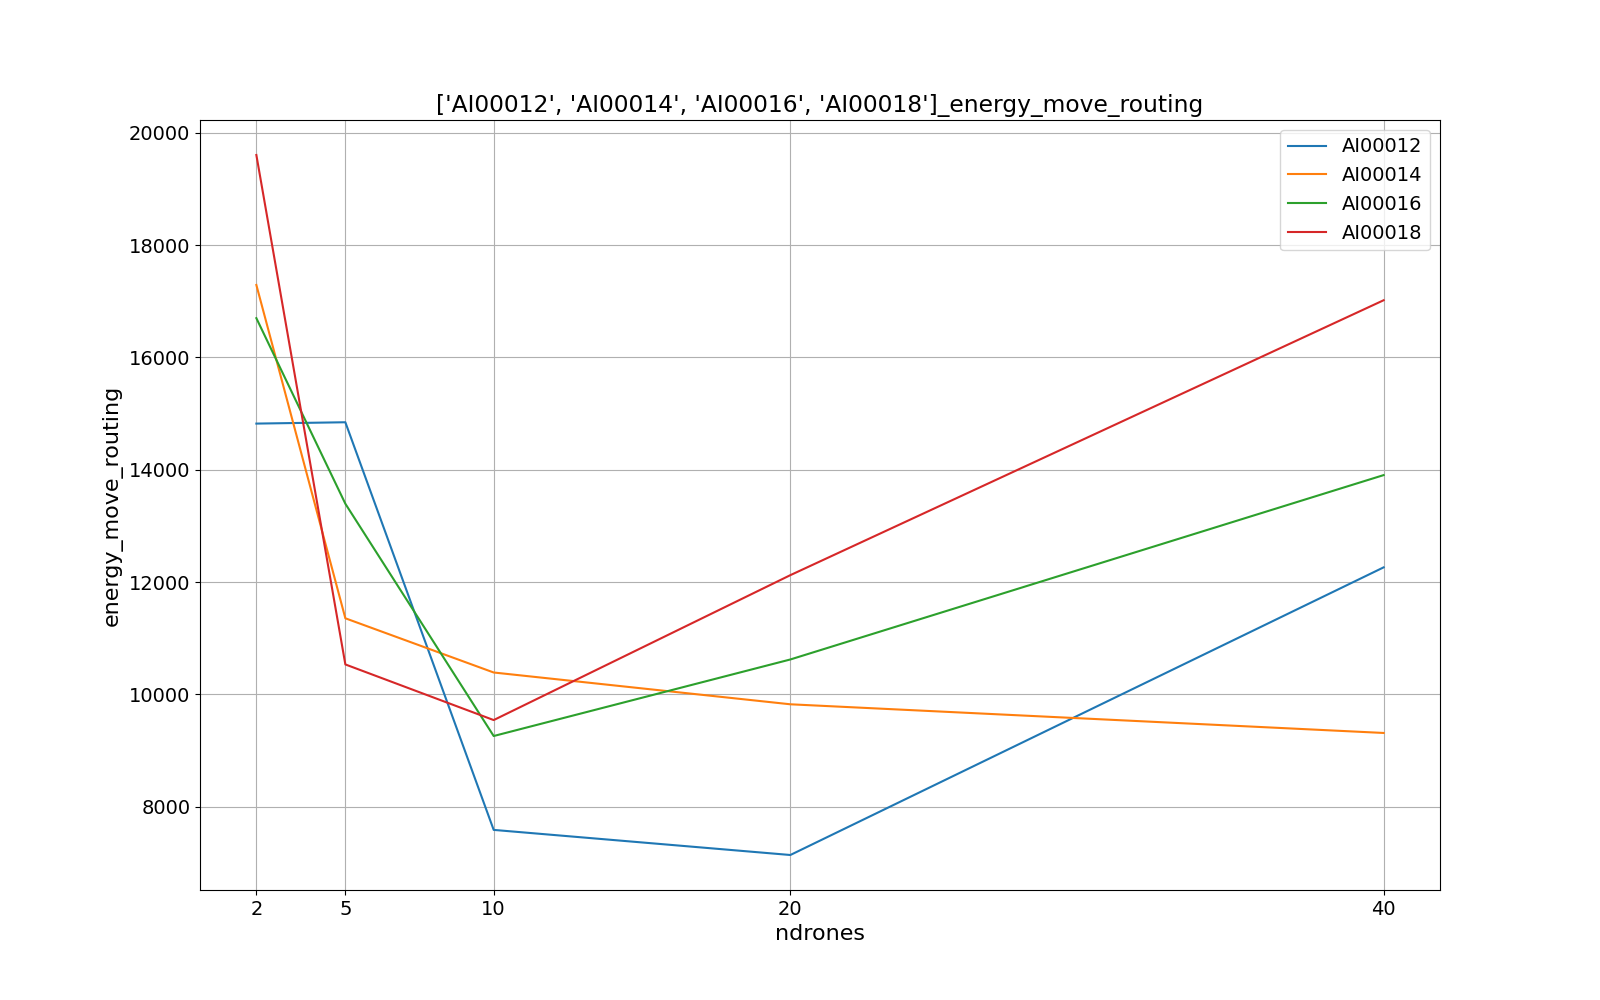 ['AI00012', 'AI00014', 'AI00016', 'AI00018']_energy_move_routing
20000
18000
16000
14000
12000
10000
8000
energy_move_routing
AI00012
AI00014
AI00016
AI00018
2 5 10 20 40
ndrones